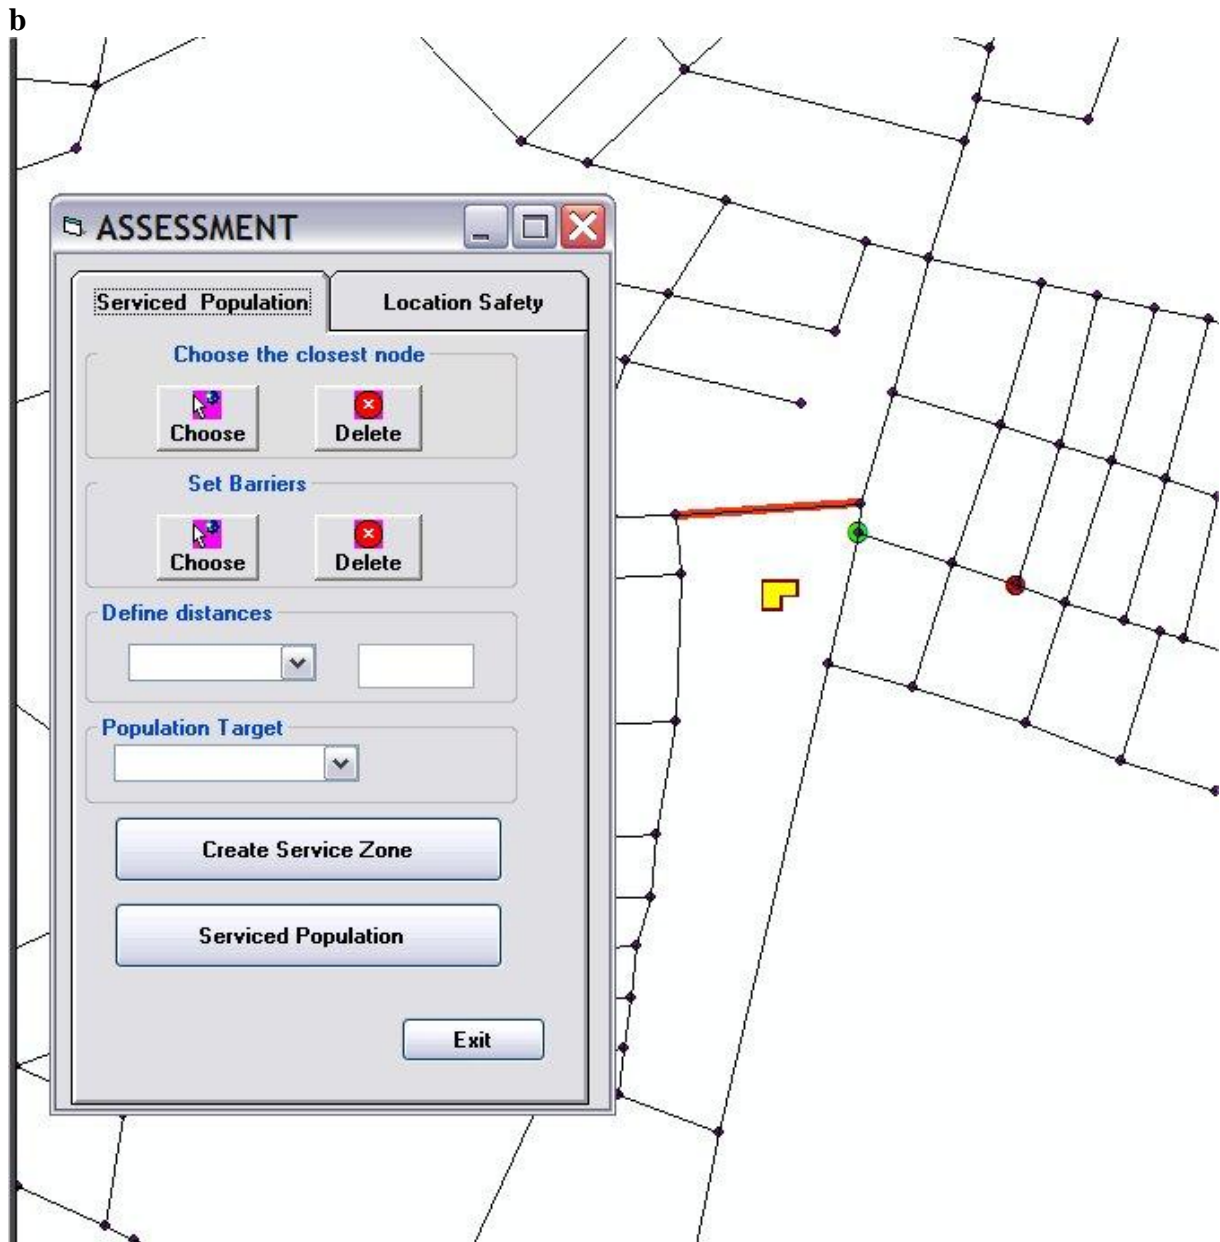 b
ASSESSMENT
Serviced Population
Location Safety
Choose the closest node
Choose
Delete
Set Barriers
Choose
Delete
Define distances
Population Target
Create Service Zone
Serviced Population
Exit